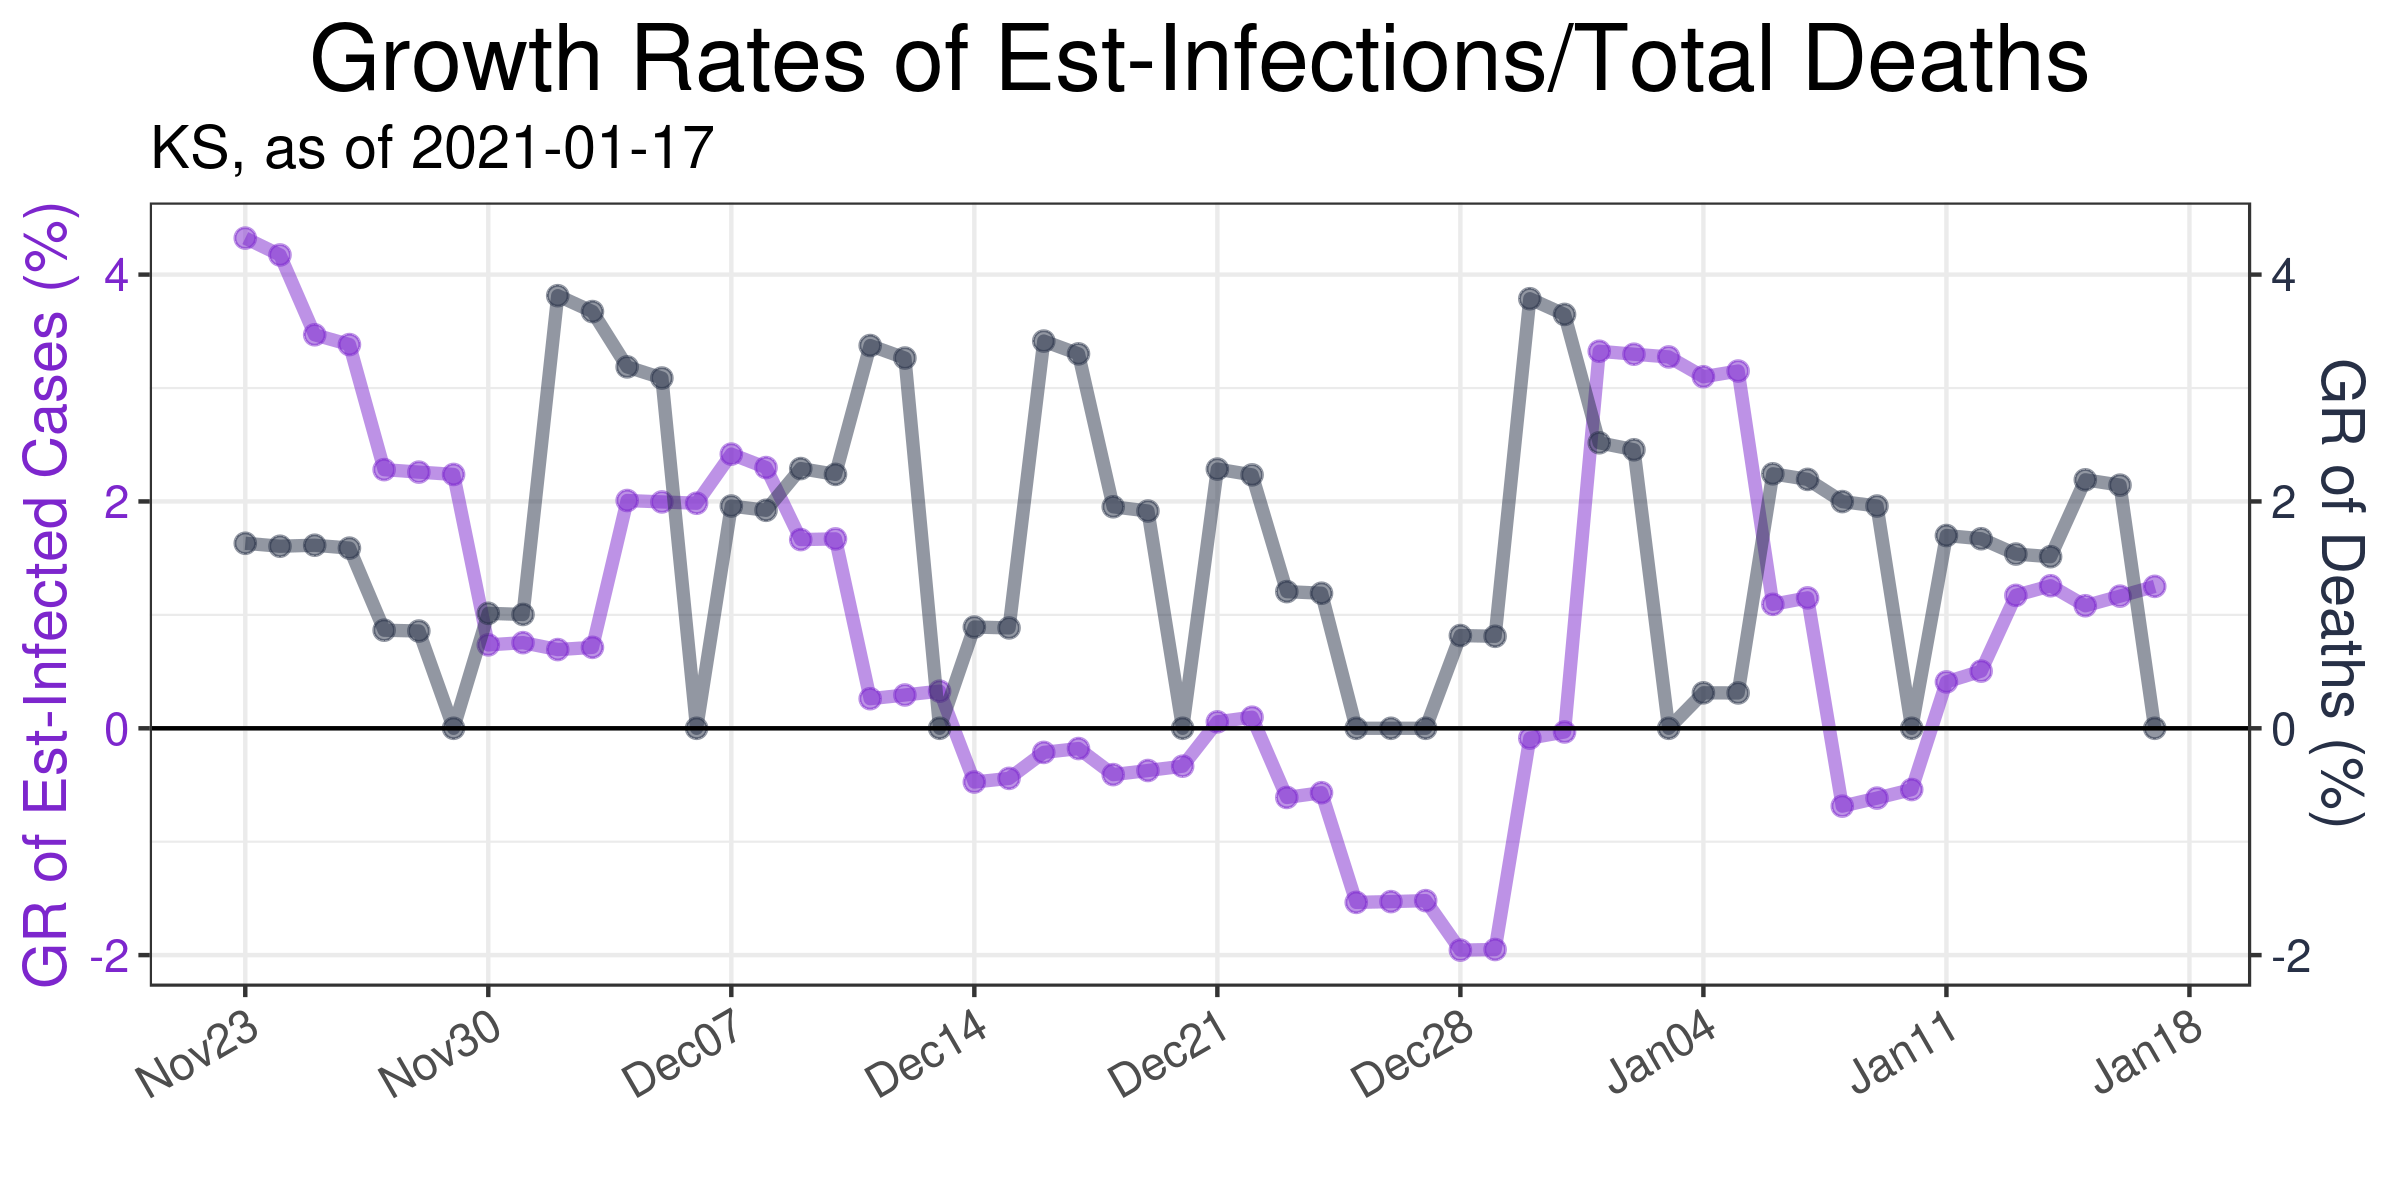 Growth Rates of Est-Infections/Total Deaths
KS, as of 2021-01-17
GR of Est-Infected Cases (%)
4
2
0
-2
4
2
0
-2
GR of Deaths (%)
Nov23
Nov30
Dec07
Dec14
Dec21
Dec28
Jan04
Jan11
Jan18